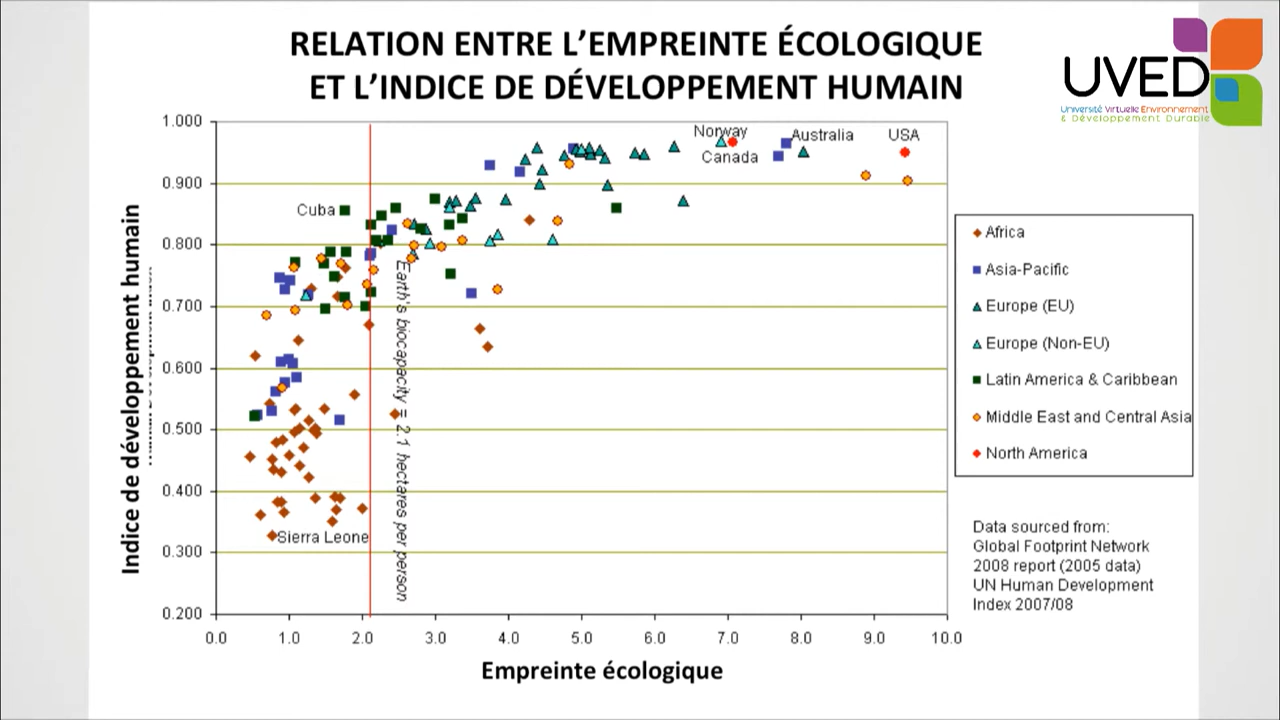 RELATION ENTRE L’EMPREINTE ÉCOLOGIQUE
ET L’INDICE DE DÉVELOPPEMENT HUMAIN
UVED
Université Virtuelle Environnement
& Développement Durable
Indice de développement humain
1.000
0.900
0.800
0.700
0.600
0.500
0.400
0.300
0.200
0.0 1.0 2.0 3.0 4.0 5.0 6.0 7.0 8.0 9.0 10.0
Empreinte écologique
Norway
Canada
Australia
USA
Cuba
Sierra Leone
Earth's biocapacity = 2.1 hectares per person
Africa
Asia-Pacific
Europe (EU)
Europe (Non-EU)
Latin America & Caribbean
Middle East and Central Asia
North America
Data sourced from:
Global Footprint Network
2008 report (2005 data)
UN Human Development
Index 2007/08